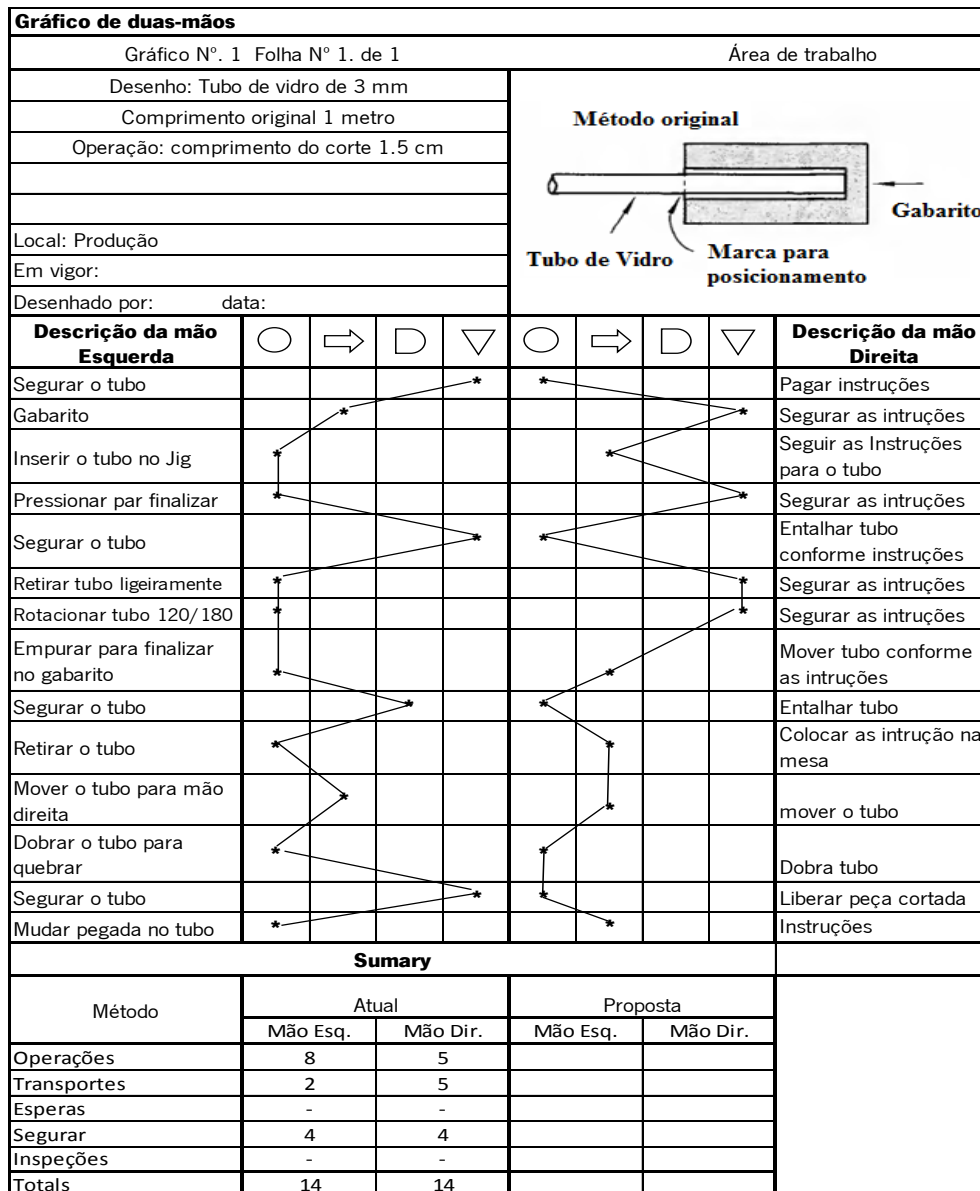 Gráfico de duas-mãos
Gráfico N°. 1 Folha N° 1. de 1
Área de trabalho
Desenho: Tubo de vidro de 3 mm
Comprimento original 1 metro
Operação: comprimento do corte 1.5 cm
Local: Produção
Em vigor:
Desenhado por: data:
Método original
Gabarito
Tubo de Vidro
Marca para
posicionamento
Descrição da mão
Esquerda
Descrição da mão
Direita
Segurar o tubo
Pagar instruções
Gabarito
Segurar as intruções
Inserir o tubo no Jig
Seguir as Instruções
para o tubo
Pressionar par finalizar
Segurar as intruções
Segurar o tubo
Entalhar tubo
conforme instruções
Retirar tubo ligeiramente
Segurar as intruções
Rotacionar tubo 120/180
Segurar as intruções
Empurar para finalizar
no gabarito
Mover tubo conforme
as intruções
Segurar o tubo
Entalhar tubo
Retirar o tubo
Colocar as intrução na
mesa
Mover o tubo para mão
direita
mover o tubo
Dobrar o tubo para
quebrar
Dobra tubo
Segurar o tubo
Liberar peça cortada
Mudar pegada no tubo
Instruções
Sumary
Método
Atual
Proposta
Mão Esq. Mão Dir. Mão Esq. Mão Dir.
Operações 8 5
Transportes 2 5
Esperas - -
Segurar 4 4
Inspeções - -
Totals 14 14